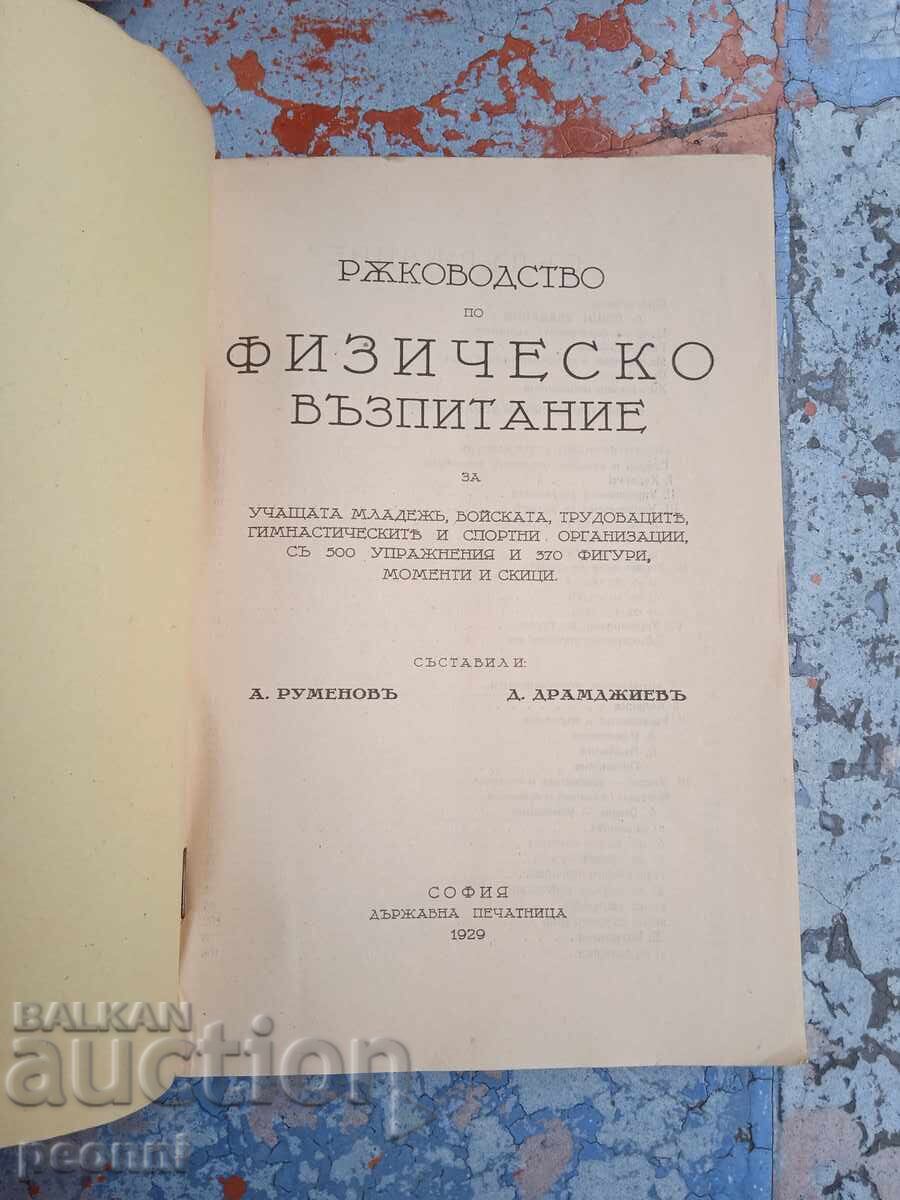 РѪКОВОДСТВО
ПО
ФИЗИЧЕСКО
ВЪЗПИТАНИЕ
ЗА
УЧАЩАТА МЛАДЕЖЬ, ВОЙСКАТА, ТРУДОВАЦИТѢ,
ГИМНАСТИЧЕСКИТѢ И СПОРТНИ ОРГАНИЗАЦИИ,
СЪ 500 УПРАЖНЕНИЯ И 370 ФИГУРИ,
МОМЕНТИ И СКИЦИ.
СЪСТАВИЛИ:
А. РУМЕНОВЪ Д. ДРАМДЖИЕВЪ
СОФИЯ
ДЪРЖАВНА ПЕЧАТНИЦА
1929
BALKAN
auction
peonni